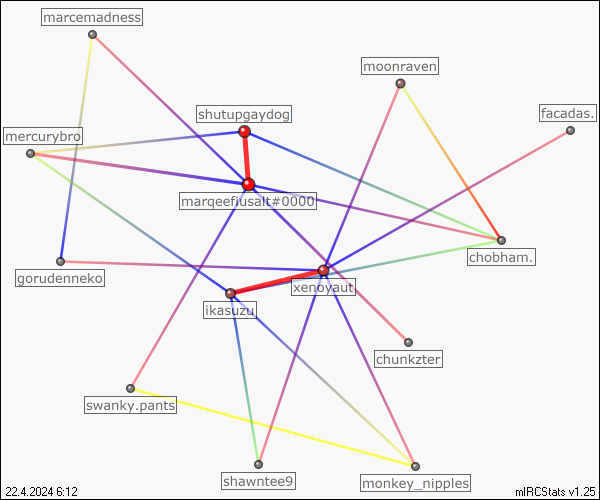 marcemadness
moonraven
shutupgaydog
facadas.
mercurybro
marqeefiusalt#0000
chobham.
gorudenneko
xenoyaut
ikasuzu
chunkzter
swanky.pants
shawntee9
monkey_nipples
22.4.2024 6:12
mIRCStats v1.25